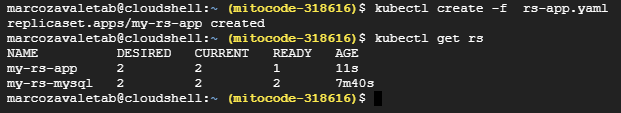 marcozavaletab@cloudshell:~ (mitocode-318616)$ kubectl create -f  rs-app.yaml
replicaset.apps/my-rs-app created
marcozavaletab@cloudshell:~ (mitocode-318616)$ kubectl get rs
NAME          DESIRED   CURRENT   READY   AGE
my-rs-app     2         2         1       11s
my-rs-mysql   2         2         2       7m40s
marcozavaletab@cloudshell:~ (mitocode-318616)$